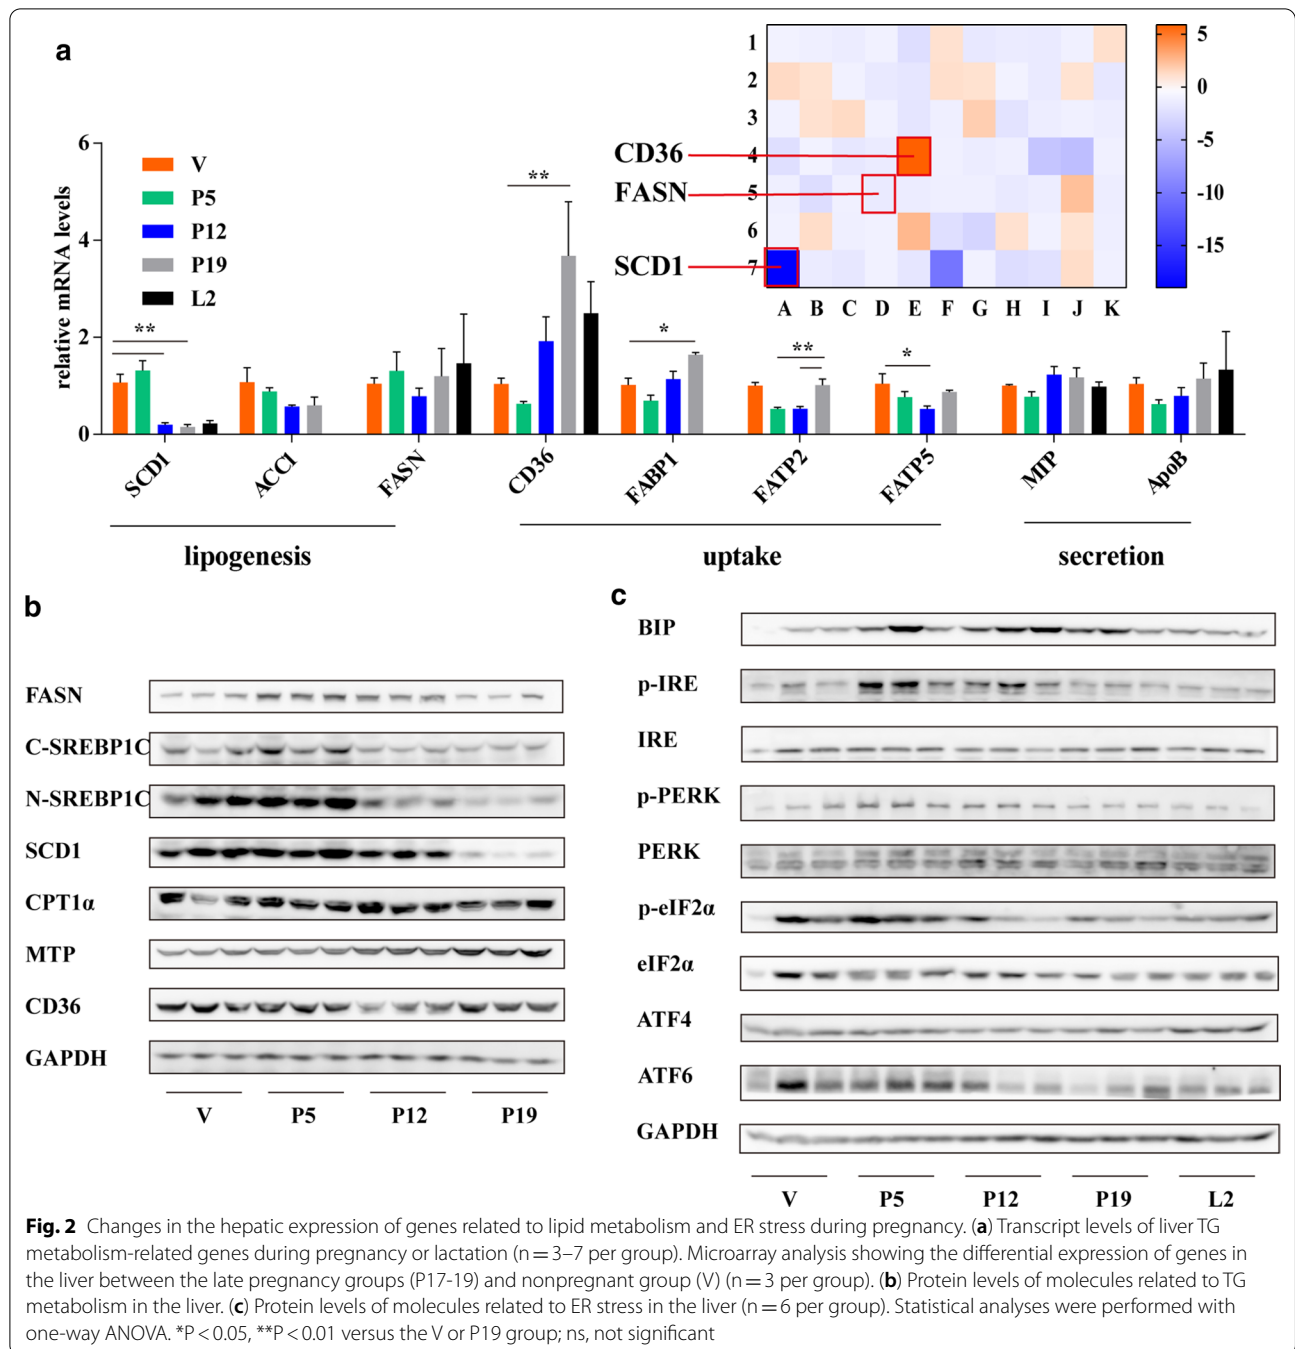 a
6
4
2
0
relative mRNA levels
V
P5
P12
P19
L2
**
**
*
**
*
SCD1
ACC1
FASN
CD36
FABP1
FATP2
FATP5
MIP
ApoB
lipogenesis
uptake
secretion
CD36
FASN
SCD1
1
2
3
4
5
6
7
A B C D E F G H I J K
5
0
-5
-10
-15
b
FASN
C-SREBP1C
N-SREBP1C
SCD1
CPT1α
MTP
CD36
GAPDH
V P5 P12 P19
c
BIP
p-IRE
IRE
p-PERK
PERK
p-eIF2α
eIF2α
ATF4
ATF6
GAPDH
V P5 P12 P19 L2
Fig. 2 Changes in the hepatic expression of genes related to lipid metabolism and ER stress during pregnancy. (a) Transcript levels of liver TG
metabolism-related genes during pregnancy or lactation (n = 3–7 per group). Microarray analysis showing the differential expression of genes in
the liver between the late pregnancy groups (P17-19) and nonpregnant group (V) (n = 3 per group). (b) Protein levels of molecules related to TG
metabolism in the liver. (c) Protein levels of molecules related to ER stress in the liver (n = 6 per group). Statistical analyses were performed with
one-way ANOVA. *P < 0.05, **P < 0.01 versus the V or P19 group; ns, not significant